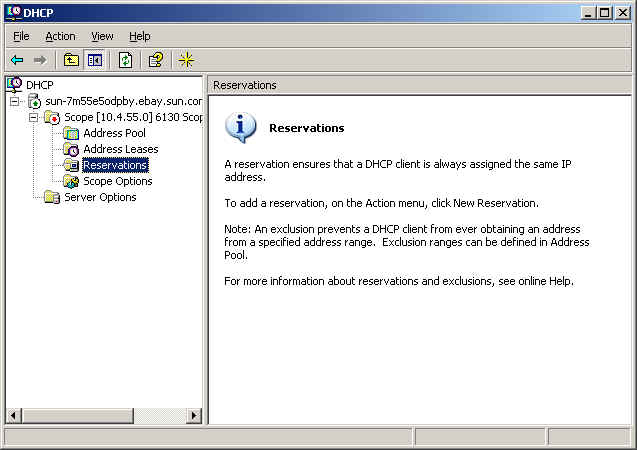 DHCP
File Action View Help
DHCP
sun-7m55e5odpby.ebay.sun.cor
Scope [10.4.55.0] 6130 Scop
Address Pool
Address Leases
Reservations
Scope Options
Server Options
Reservations
Reservations
A reservation ensures that a DHCP client is always assigned the same IP
address.
To add a reservation, on the Action menu, click New Reservation.
Note: An exclusion prevents a DHCP client from ever obtaining an address
from a specified address range. Exclusion ranges can be defined in Address
Pool.
For more information about reservations and exclusions, see online Help.